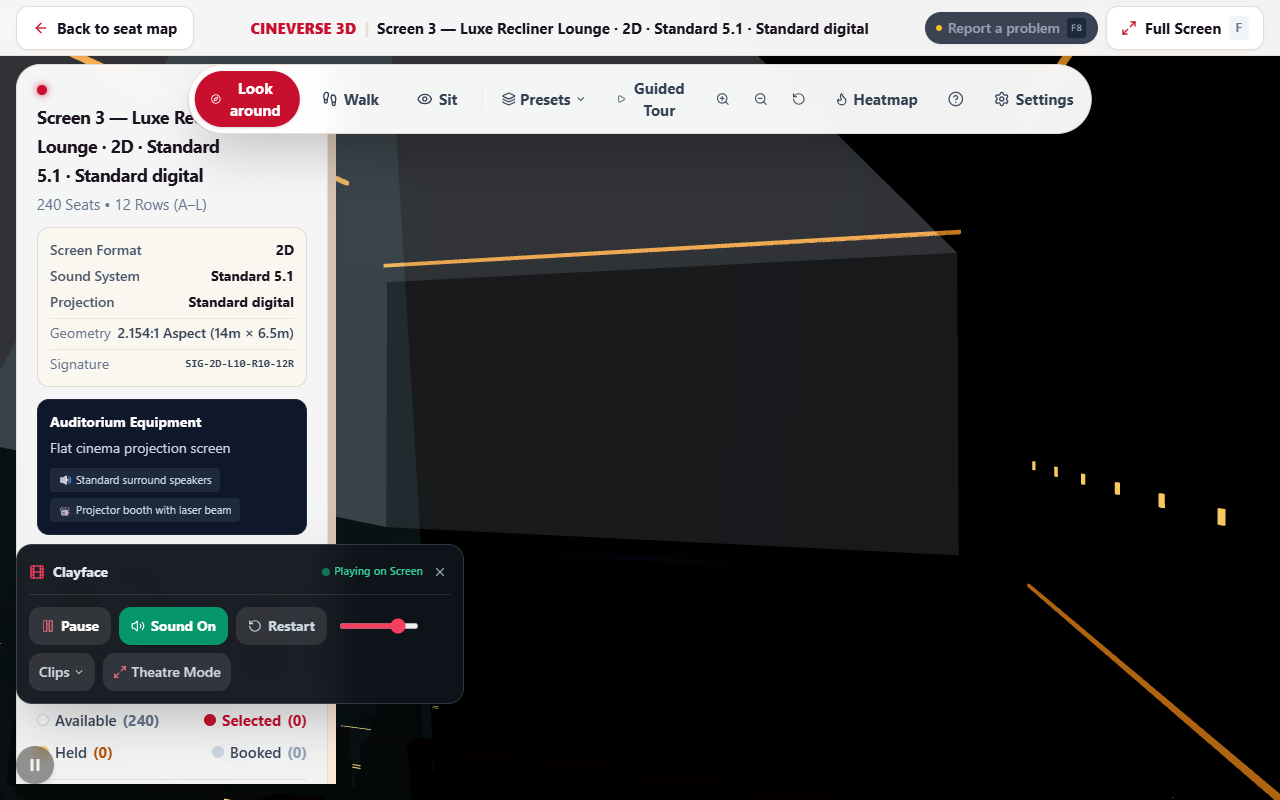 Back to seat map
CINEVERSE 3D | Screen 3 — Luxe Recliner Lounge · 2D · Standard 5.1 · Standard digital
Report a problem F8
Full Screen F
Look around
Walk
Sit
Presets
Guided Tour
Heatmap
Settings
Screen 3 — Luxe
Lounge · 2D · Standard
5.1 · Standard digital
240 Seats • 12 Rows (A–L)
Screen Format 2D
Sound System Standard 5.1
Projection Standard digital
Geometry 2.154:1 Aspect (14m × 6.5m)
Signature SIG-2D-L10-R10-12R
Auditorium Equipment
Flat cinema projection screen
Standard surround speakers
Projector booth with laser beam
Clayface
Playing on Screen
Pause
Sound On
Restart
Clips
Theatre Mode
Available (240)
Selected (0)
Held (0)
Booked (0)